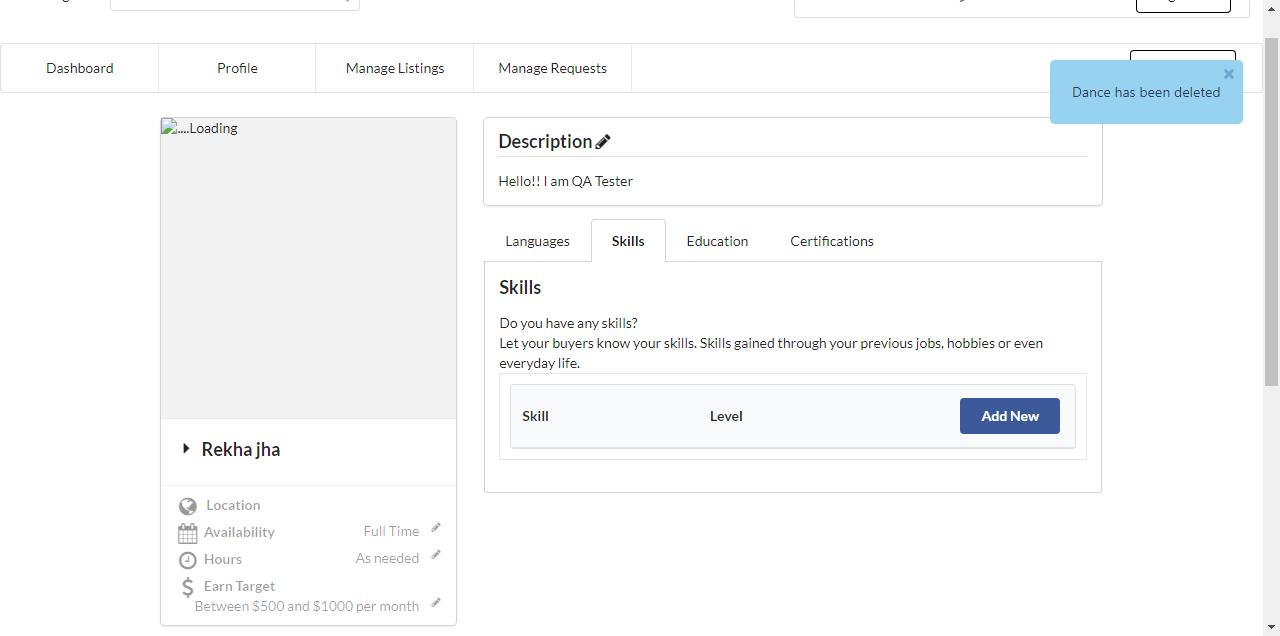 Dashboard
Profile
Manage Listings
Manage Requests
Dance has been deleted
....Loading
Description
Hello!! I am QA Tester
Languages
Skills
Education
Certifications
Skills
Do you have any skills?
Let your buyers know your skills. Skills gained through your previous jobs, hobbies or even
everyday life.
Skill
Level
Add New
Rekha jha
Location
Availability
Full Time
Hours
As needed
Earn Target
Between $500 and $1000 per month